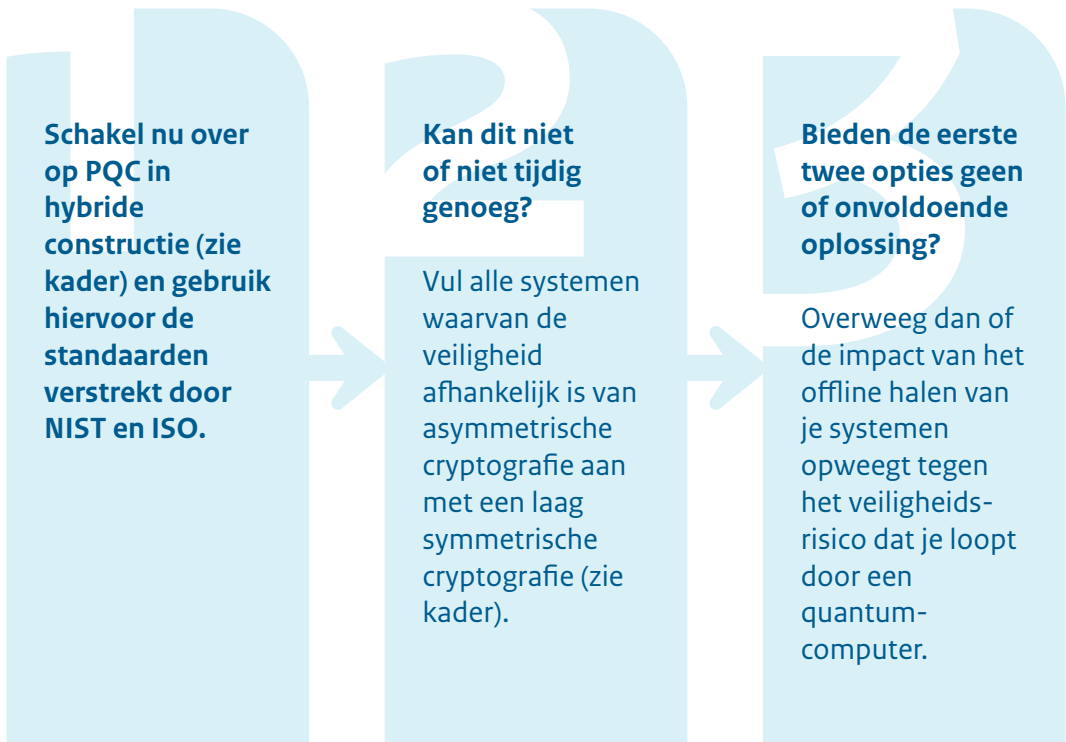 1
Schakel nu over
op PQC in
hybride
constructie (zie
kader) en gebruik
hiervoor de
standaarden
verstrekt door
NIST en ISO.
2
Kan dit niet
of niet tijdig
genoeg?
Vul alle systemen
waarvan de
veiligheid
afhankelijk is van
asymmetrische
cryptografie aan
met een laag
symmetrische
cryptografie (zie
kader).
3
Bieden de eerste
twee opties geen
of onvoldoende
oplossing?
Overweeg dan of
de impact van het
offline halen van
je systemen
opweegt tegen
het veiligheids-
risico dat je loopt
door een
quantum-
computer.